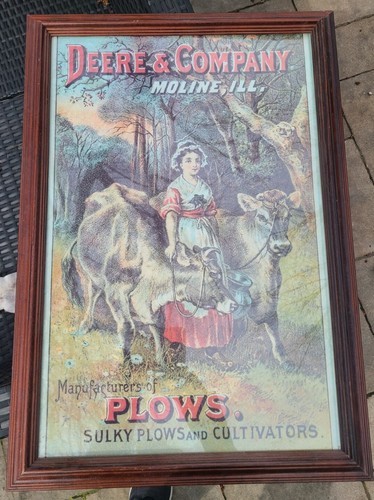 DEERE & COMPANY
MOLINE, ILL.
Manufacturers of
PLOWS.
SULKY PLOWS AND CULTIVATORS.